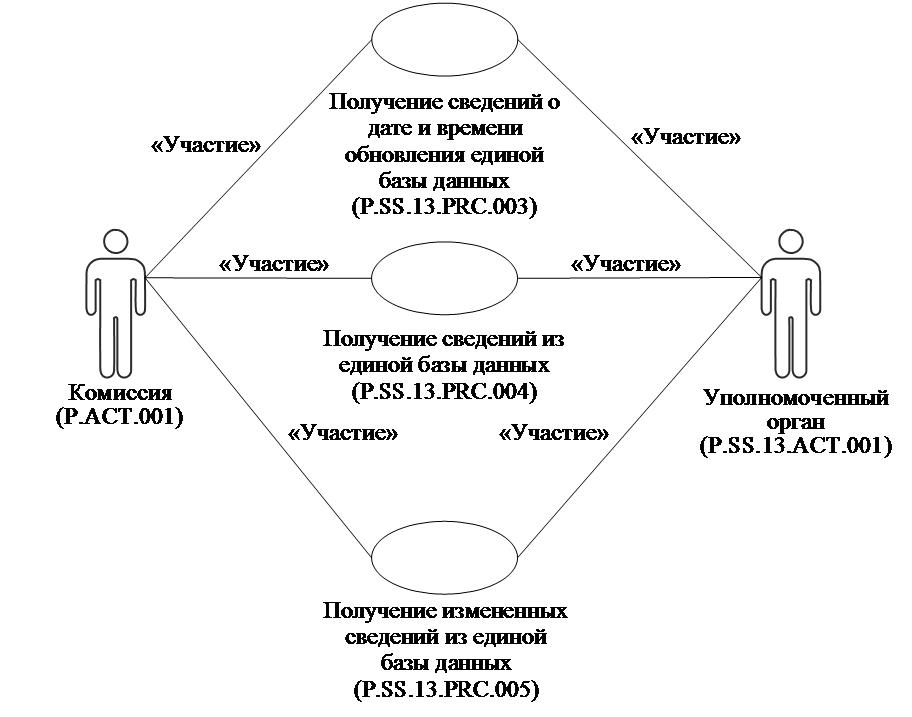 Получение сведений о
дате и времени
обновления единой
базы данных
(P.SS.13.PRC.003)
«Участие»
«Участие»
«Участие»
«Участие»
Получение сведений из
единой базы данных
(P.SS.13.PRC.004)
Комиссия
(P.ACT.001)
Уполномоченный
орган
(P.SS.13.ACT.001)
«Участие»
«Участие»
Получение измененных
сведений из единой
базы данных
(P.SS.13.PRC.005)